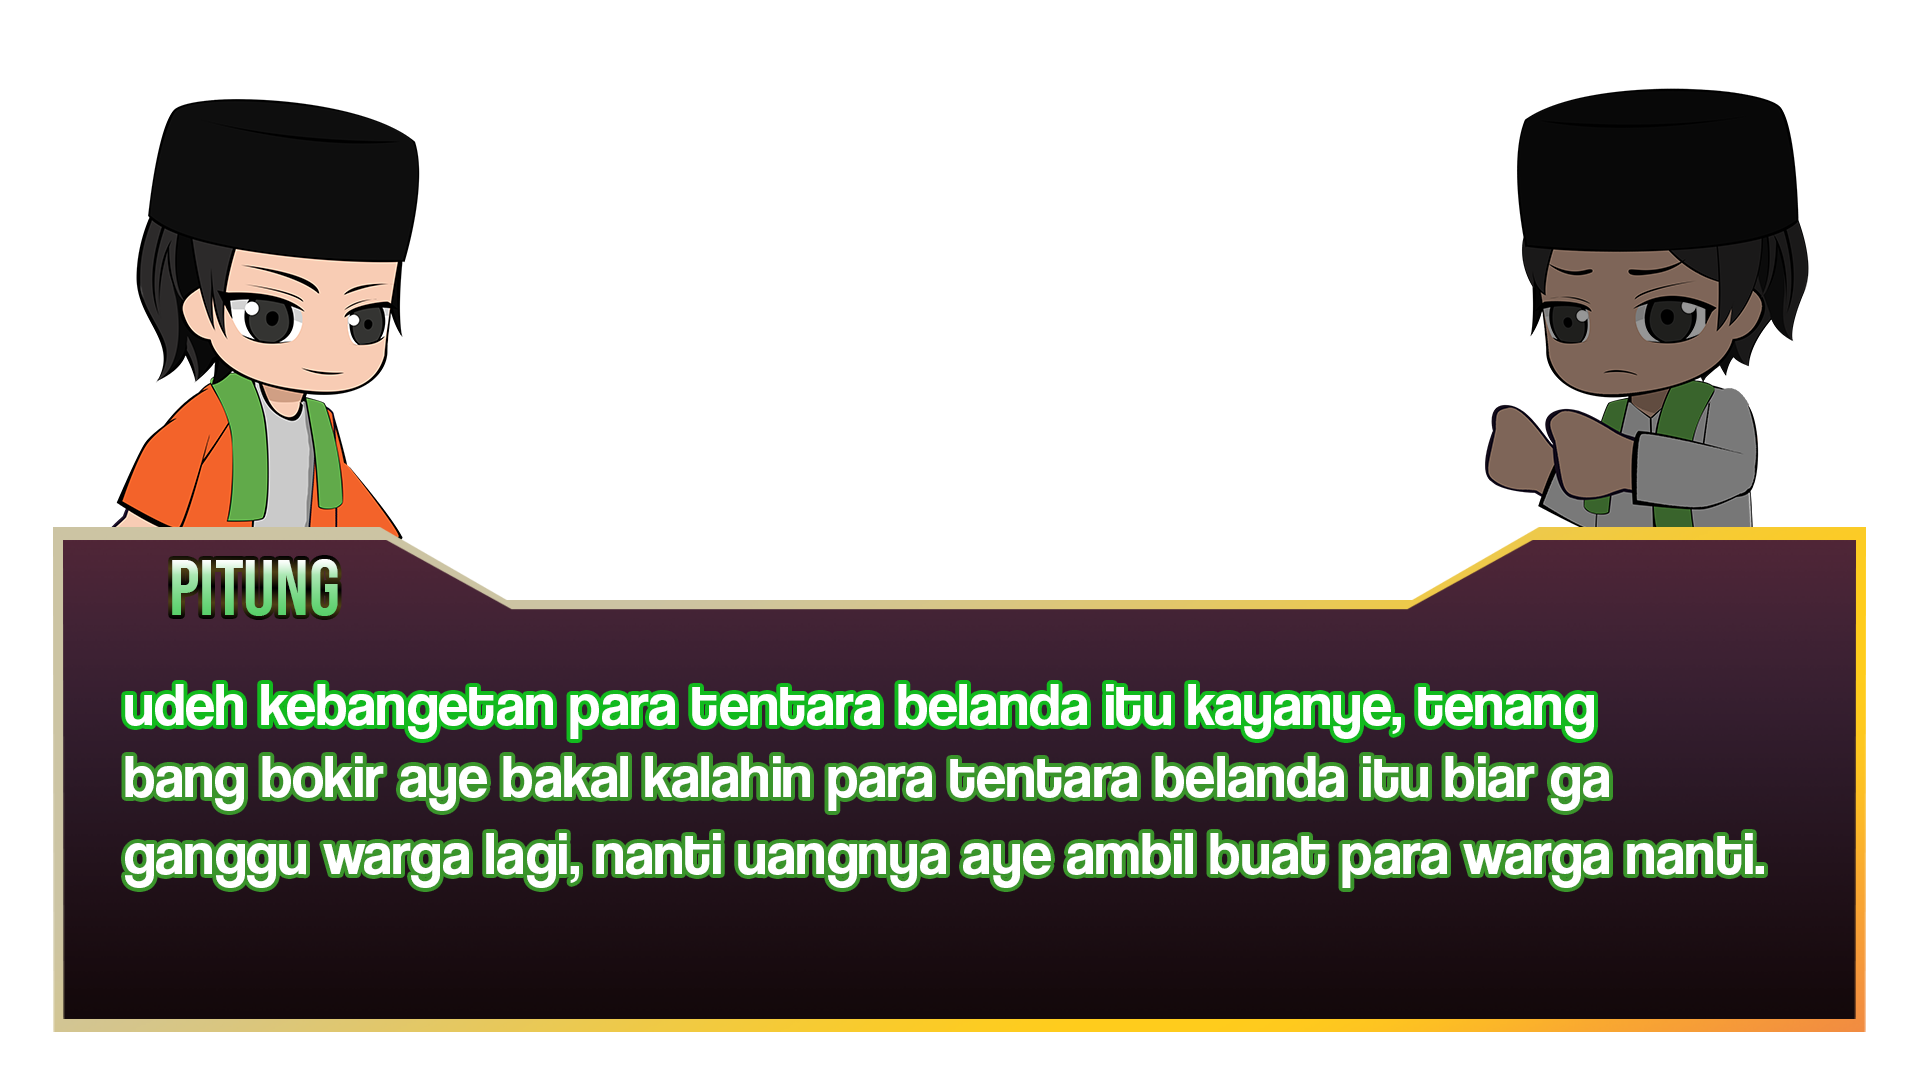 PITUNG
udeh kebangetan para tentara belanda itu kayanye, tenang
bang bokir aye bakal kalahin para tentara belanda itu biar ga
ganggu warga lagi, nanti uangnya aye ambil buat para warga nanti.